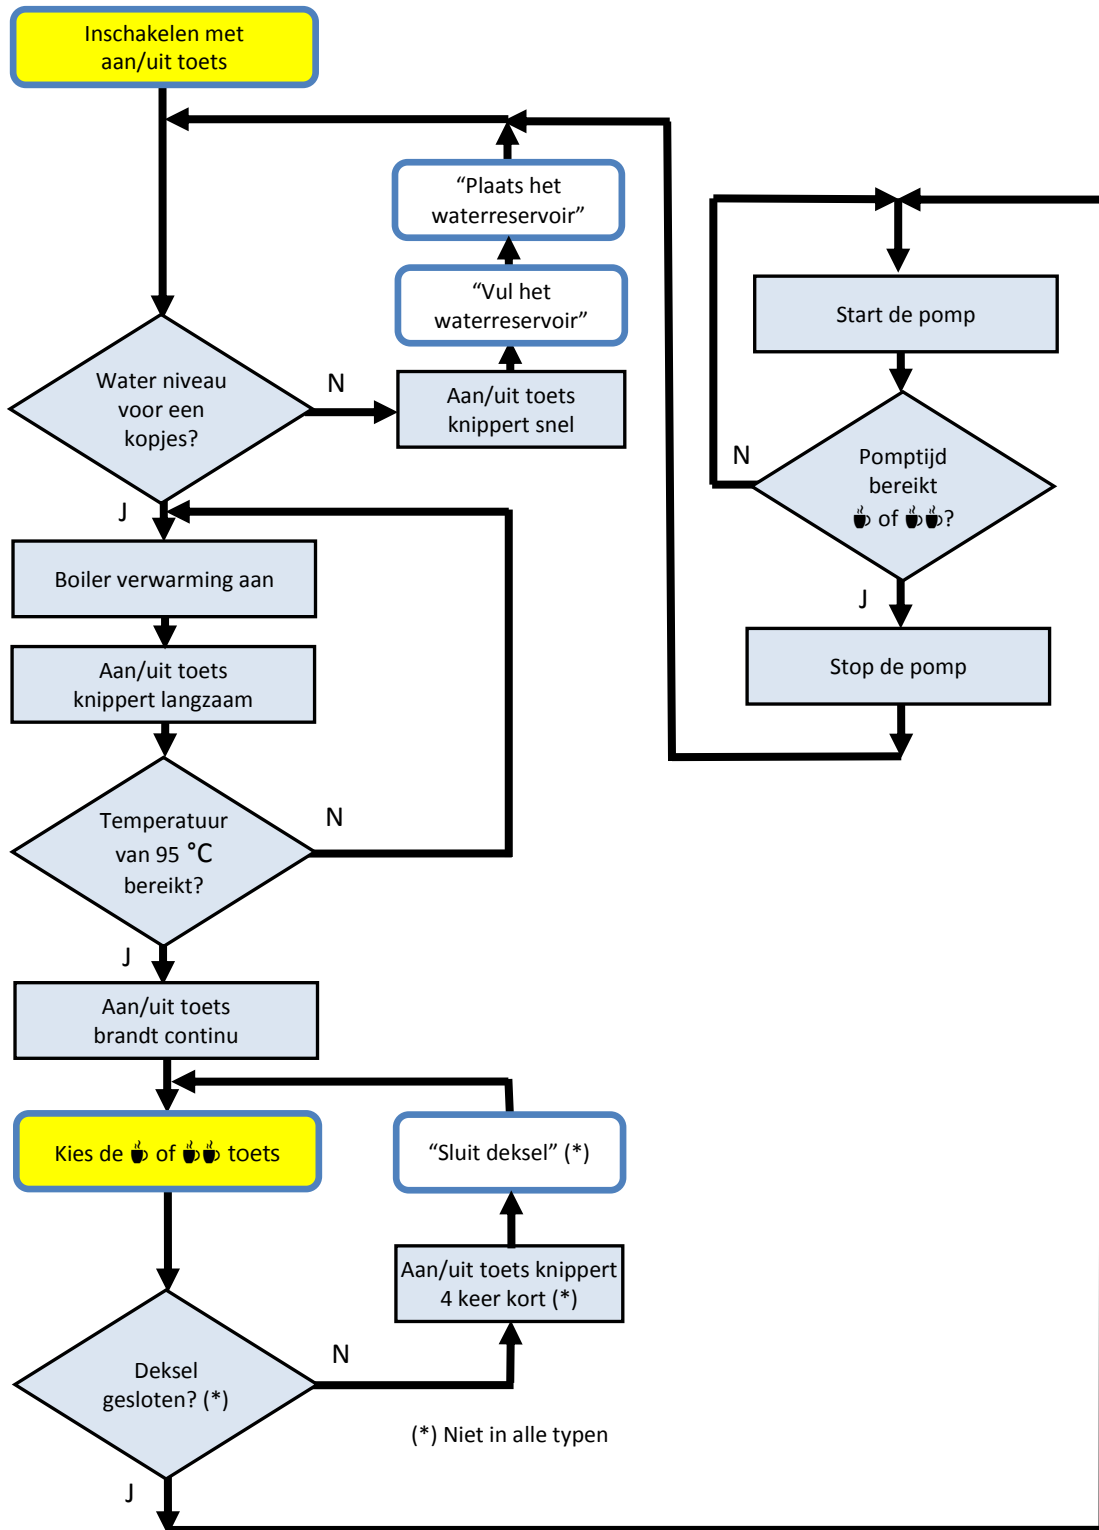 Inschakelen met
aan/uit toets
“Plaats het
waterreservoir”
“Vul het
waterreservoir”
Water niveau
voor een
kopjes?
N
Aan/uit toets
knippert snel
J
Boiler verwarming aan
Aan/uit toets
knippert langzaam
Temperatuur
van 95 °C
bereikt?
N
J
Aan/uit toets
brandt continu
Kies de ☕ of ☕☕ toets
“Sluit deksel” (*)
Aan/uit toets knippert
4 keer kort (*)
Deksel
gesloten? (*)
N
J
(*) Niet in alle typen
Start de pomp
Pomptijd
bereikt
☕ of ☕☕?
N
J
Stop de pomp